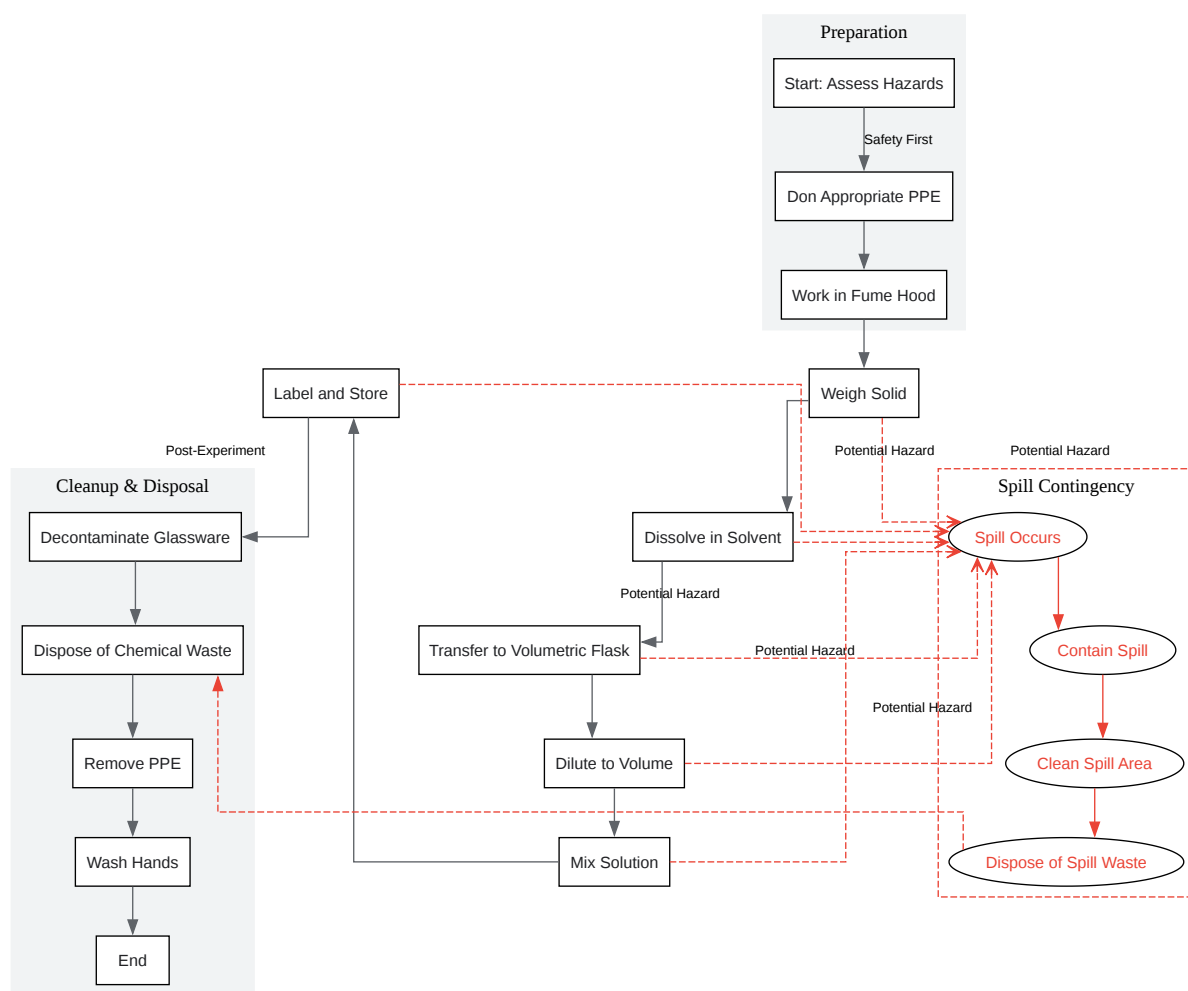 Preparation
Start: Assess Hazards
Safety First
Don Appropriate PPE
Work in Fume Hood
Label and Store
Weigh Solid
Post-Experiment
Potential Hazard
Potential Hazard
Cleanup & Disposal
Spill Contingency
Decontaminate Glassware
Dissolve in Solvent
Spill Occurs
Potential Hazard
Dispose of Chemical Waste
Transfer to Volumetric Flask
Potential Hazard
Contain Spill
Potential Hazard
Remove PPE
Dilute to Volume
Clean Spill Area
Wash Hands
Mix Solution
Dispose of Spill Waste
End